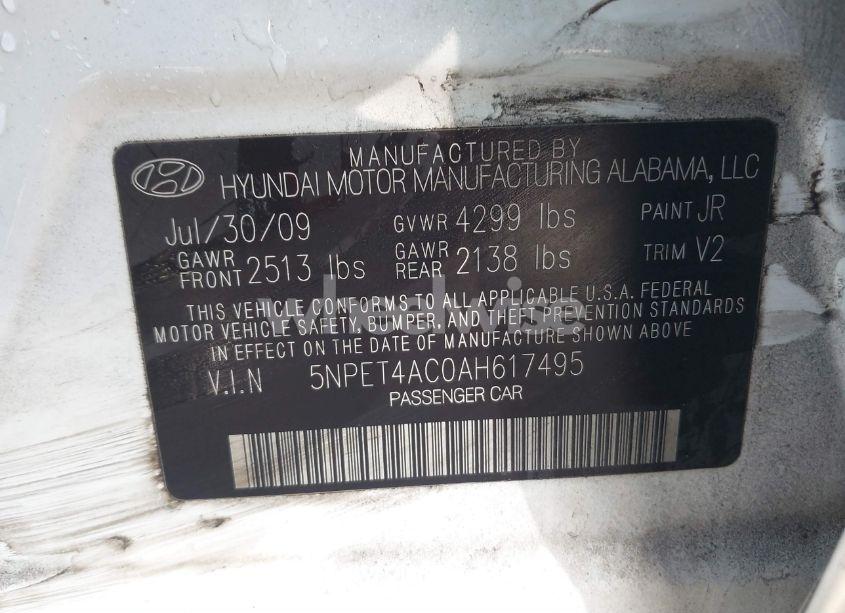 MANUFACTURED BY
HYUNDAI MOTOR MANUFACTURING ALABAMA, LLC
Jul/30/09 GVWR 4299 lbs PAINT JR
GAWR FRONT 2513 lbs GAWR REAR 2138 lbs TRIM V2
THIS VEHICLE CONFORMS TO ALL APPLICABLE U.S.A. FEDERAL
MOTOR VEHICLE SAFETY, BUMPER, AND THEFT PREVENTION STANDARDS
IN EFFECT ON THE DATE OF MANUFACTURE SHOWN ABOVE
V.I.N 5NPET4AC0AH617495
PASSENGER CAR